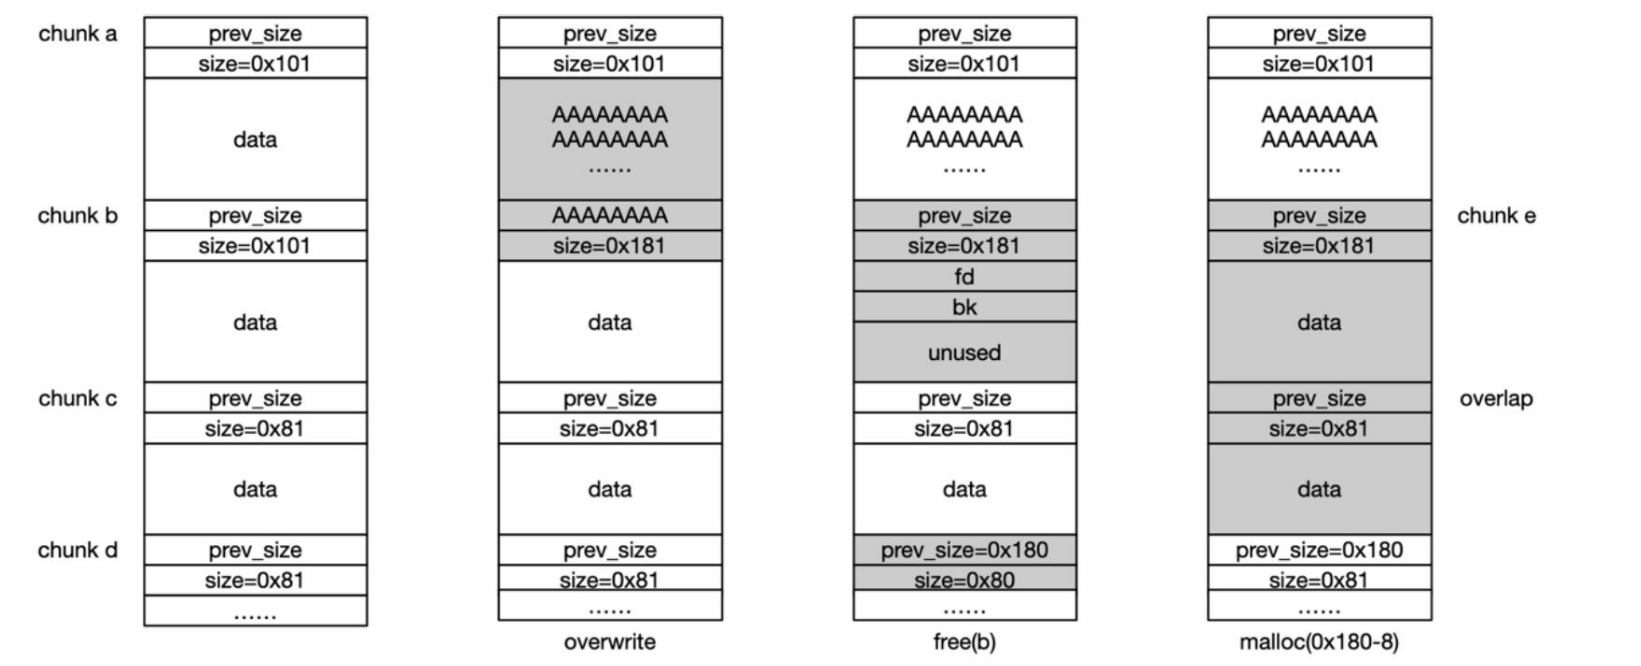 chunk a
prev_size
size=0x101
data
chunk b
prev_size
size=0x101
data
chunk c
prev_size
size=0x81
data
chunk d
prev_size
size=0x81
......
prev_size
size=0x101
AAAAAAAA
AAAAAAAA
......
AAAAAAAA
size=0x181
data
prev_size
size=0x81
data
prev_size
size=0x81
......
overwrite
prev_size
size=0x101
AAAAAAAA
AAAAAAAA
......
prev_size
size=0x181
fd
bk
unused
prev_size
size=0x81
data
prev_size=0x180
size=0x80
......
free(b)
prev_size
size=0x101
AAAAAAAA
AAAAAAAA
......
prev_size
chunk e
size=0x181
data
prev_size
overlap
size=0x81
data
prev_size=0x180
size=0x81
......
malloc(0x180-8)